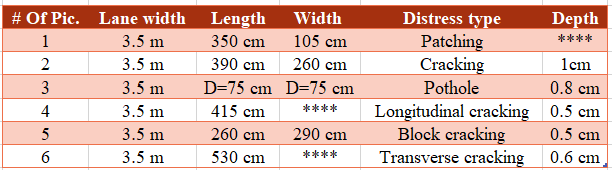 # Of Pic. Lane width Length Width Distress type Depth
1 3.5 m 350 cm 105 cm Patching ****
2 3.5 m 390 cm 260 cm Cracking 1cm
3 3.5 m D=75 cm D=75 cm Pothole 0.8 cm
4 3.5 m 415 cm **** Longitudinal cracking 0.5 cm
5 3.5 m 260 cm 290 cm Block cracking 0.5 cm
6 3.5 m 530 cm **** Transverse cracking 0.6 cm